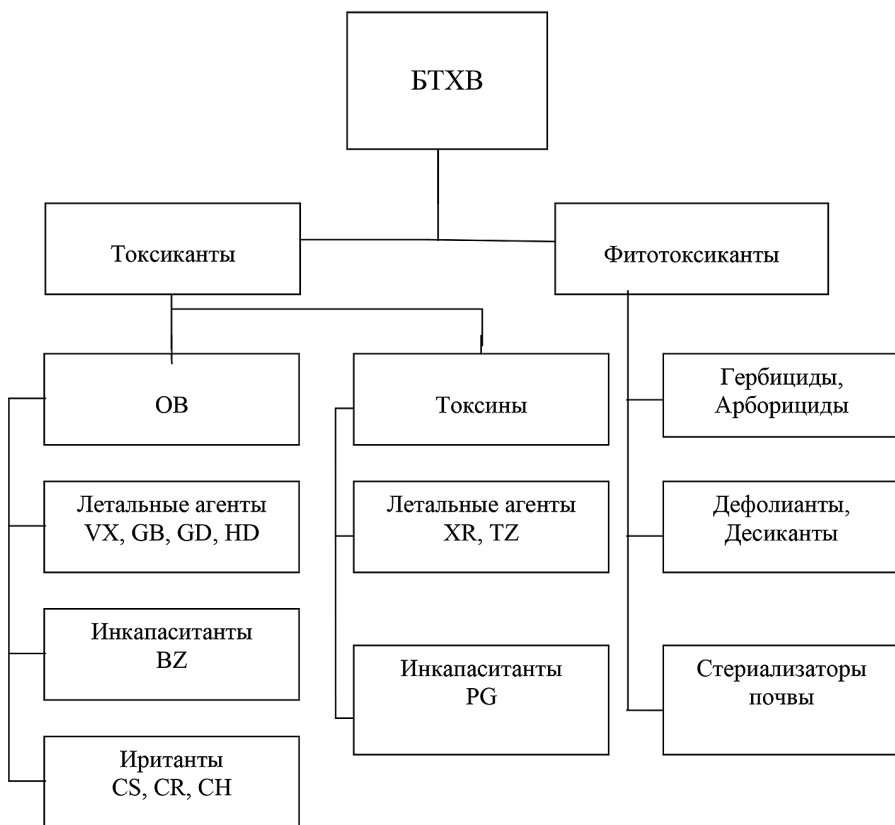 БТХВ
Токсиканты
Фитотоксиканты
ОВ
Токсины
Гербициды,
Арборициды
Летальные агенты
VX, GB, GD, HD
Летальные агенты
XR, TZ
Дефолианты,
Десиканты
Инкапаситанты
BZ
Инкапаситанты
PG
Стериализаторы
почвы
Иританты
CS, CR, CH